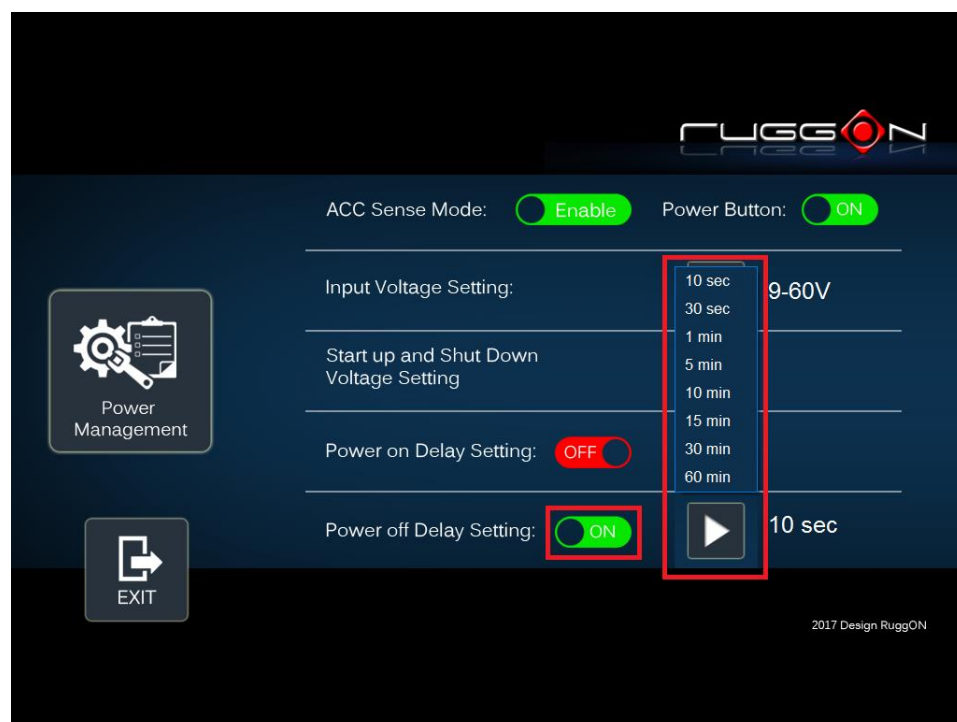 ruggon
ACC Sense Mode: Enable Power Button: ON
Input Voltage Setting: 9-60V
Start up and Shut Down
Voltage Setting
Power on Delay Setting: OFF
Power off Delay Setting: ON 10 sec
10 sec
30 sec
1 min
5 min
10 min
15 min
30 min
60 min
Power
Management
EXIT
2017 Design RuggON